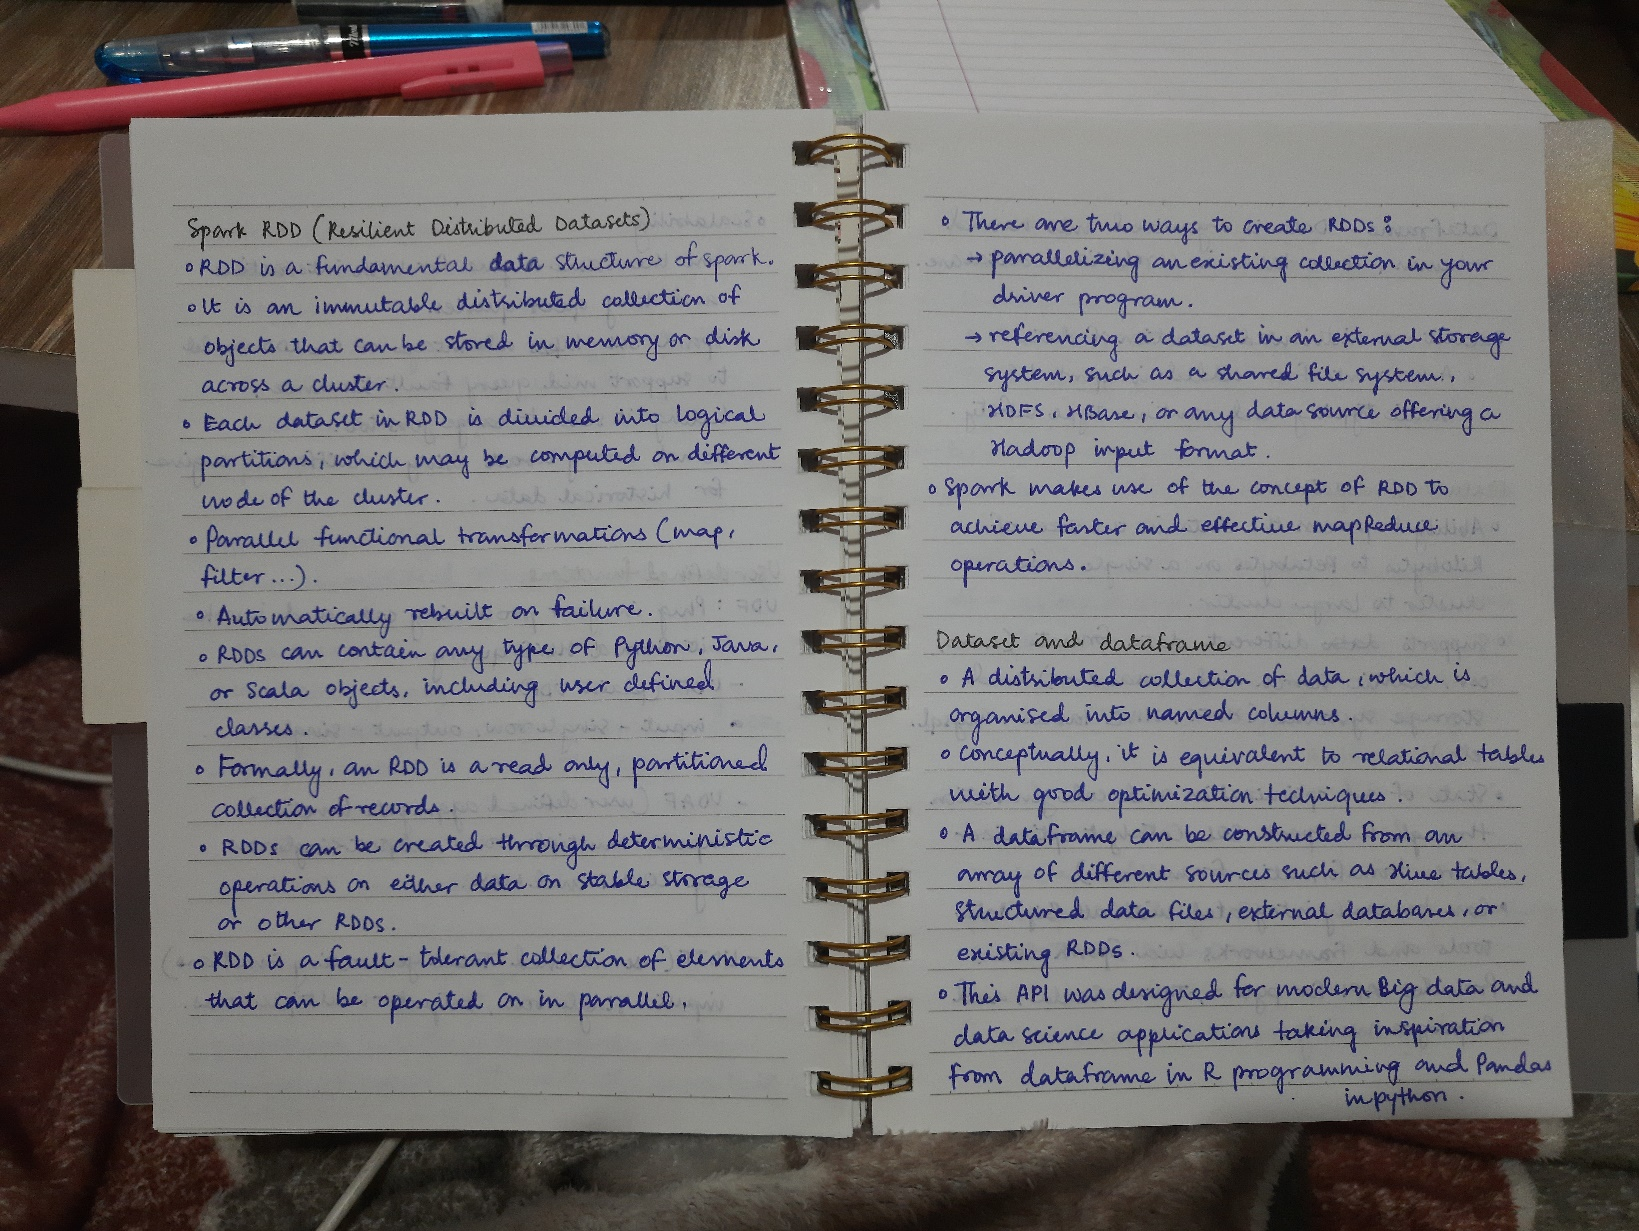 Spark RDD (Resilient Distributed Datasets)
• RDD is a fundamental data structure of spark.
• It is an immutable distributed collection of
objects that can be stored in memory or disk
across a cluster.
• Each dataset in RDD is divided into logical
partitions, which may be computed on different
node of the cluster.
• Parallel functional transformations (map,
filter...).
• Automatically rebuilt on failure.
• RDDs can contain any type of Python, Java,
or Scala objects, including user defined
classes.
• Formally, an RDD is a read only, partitioned
collection of records.
• RDDs can be created through deterministic
operations on either data on stable storage
or other RDDs.
• RDD is a fault-tolerant collection of elements
that can be operated on in parallel.
• There are two ways to create RDDs:
→ parallelizing an existing collection in your
driver program.
→ referencing a dataset in an external storage
system, such as a shared file system,
HDFS, HBase, or any data source offering a
Hadoop input format.
• Spark makes use of the concept of RDD to
achieve faster and effective mapReduce
operations.
Dataset and dataframe
• A distributed collection of data, which is
organised into named columns.
• Conceptually, it is equivalent to relational tables
with good optimization techniques.
• A dataframe can be constructed from an
array of different sources such as Hive tables,
structured data files, external databases, or
existing RDDs.
• This API was designed for modern Big data and
data science applications taking inspiration
from dataframe in R programming and Pandas
in python.